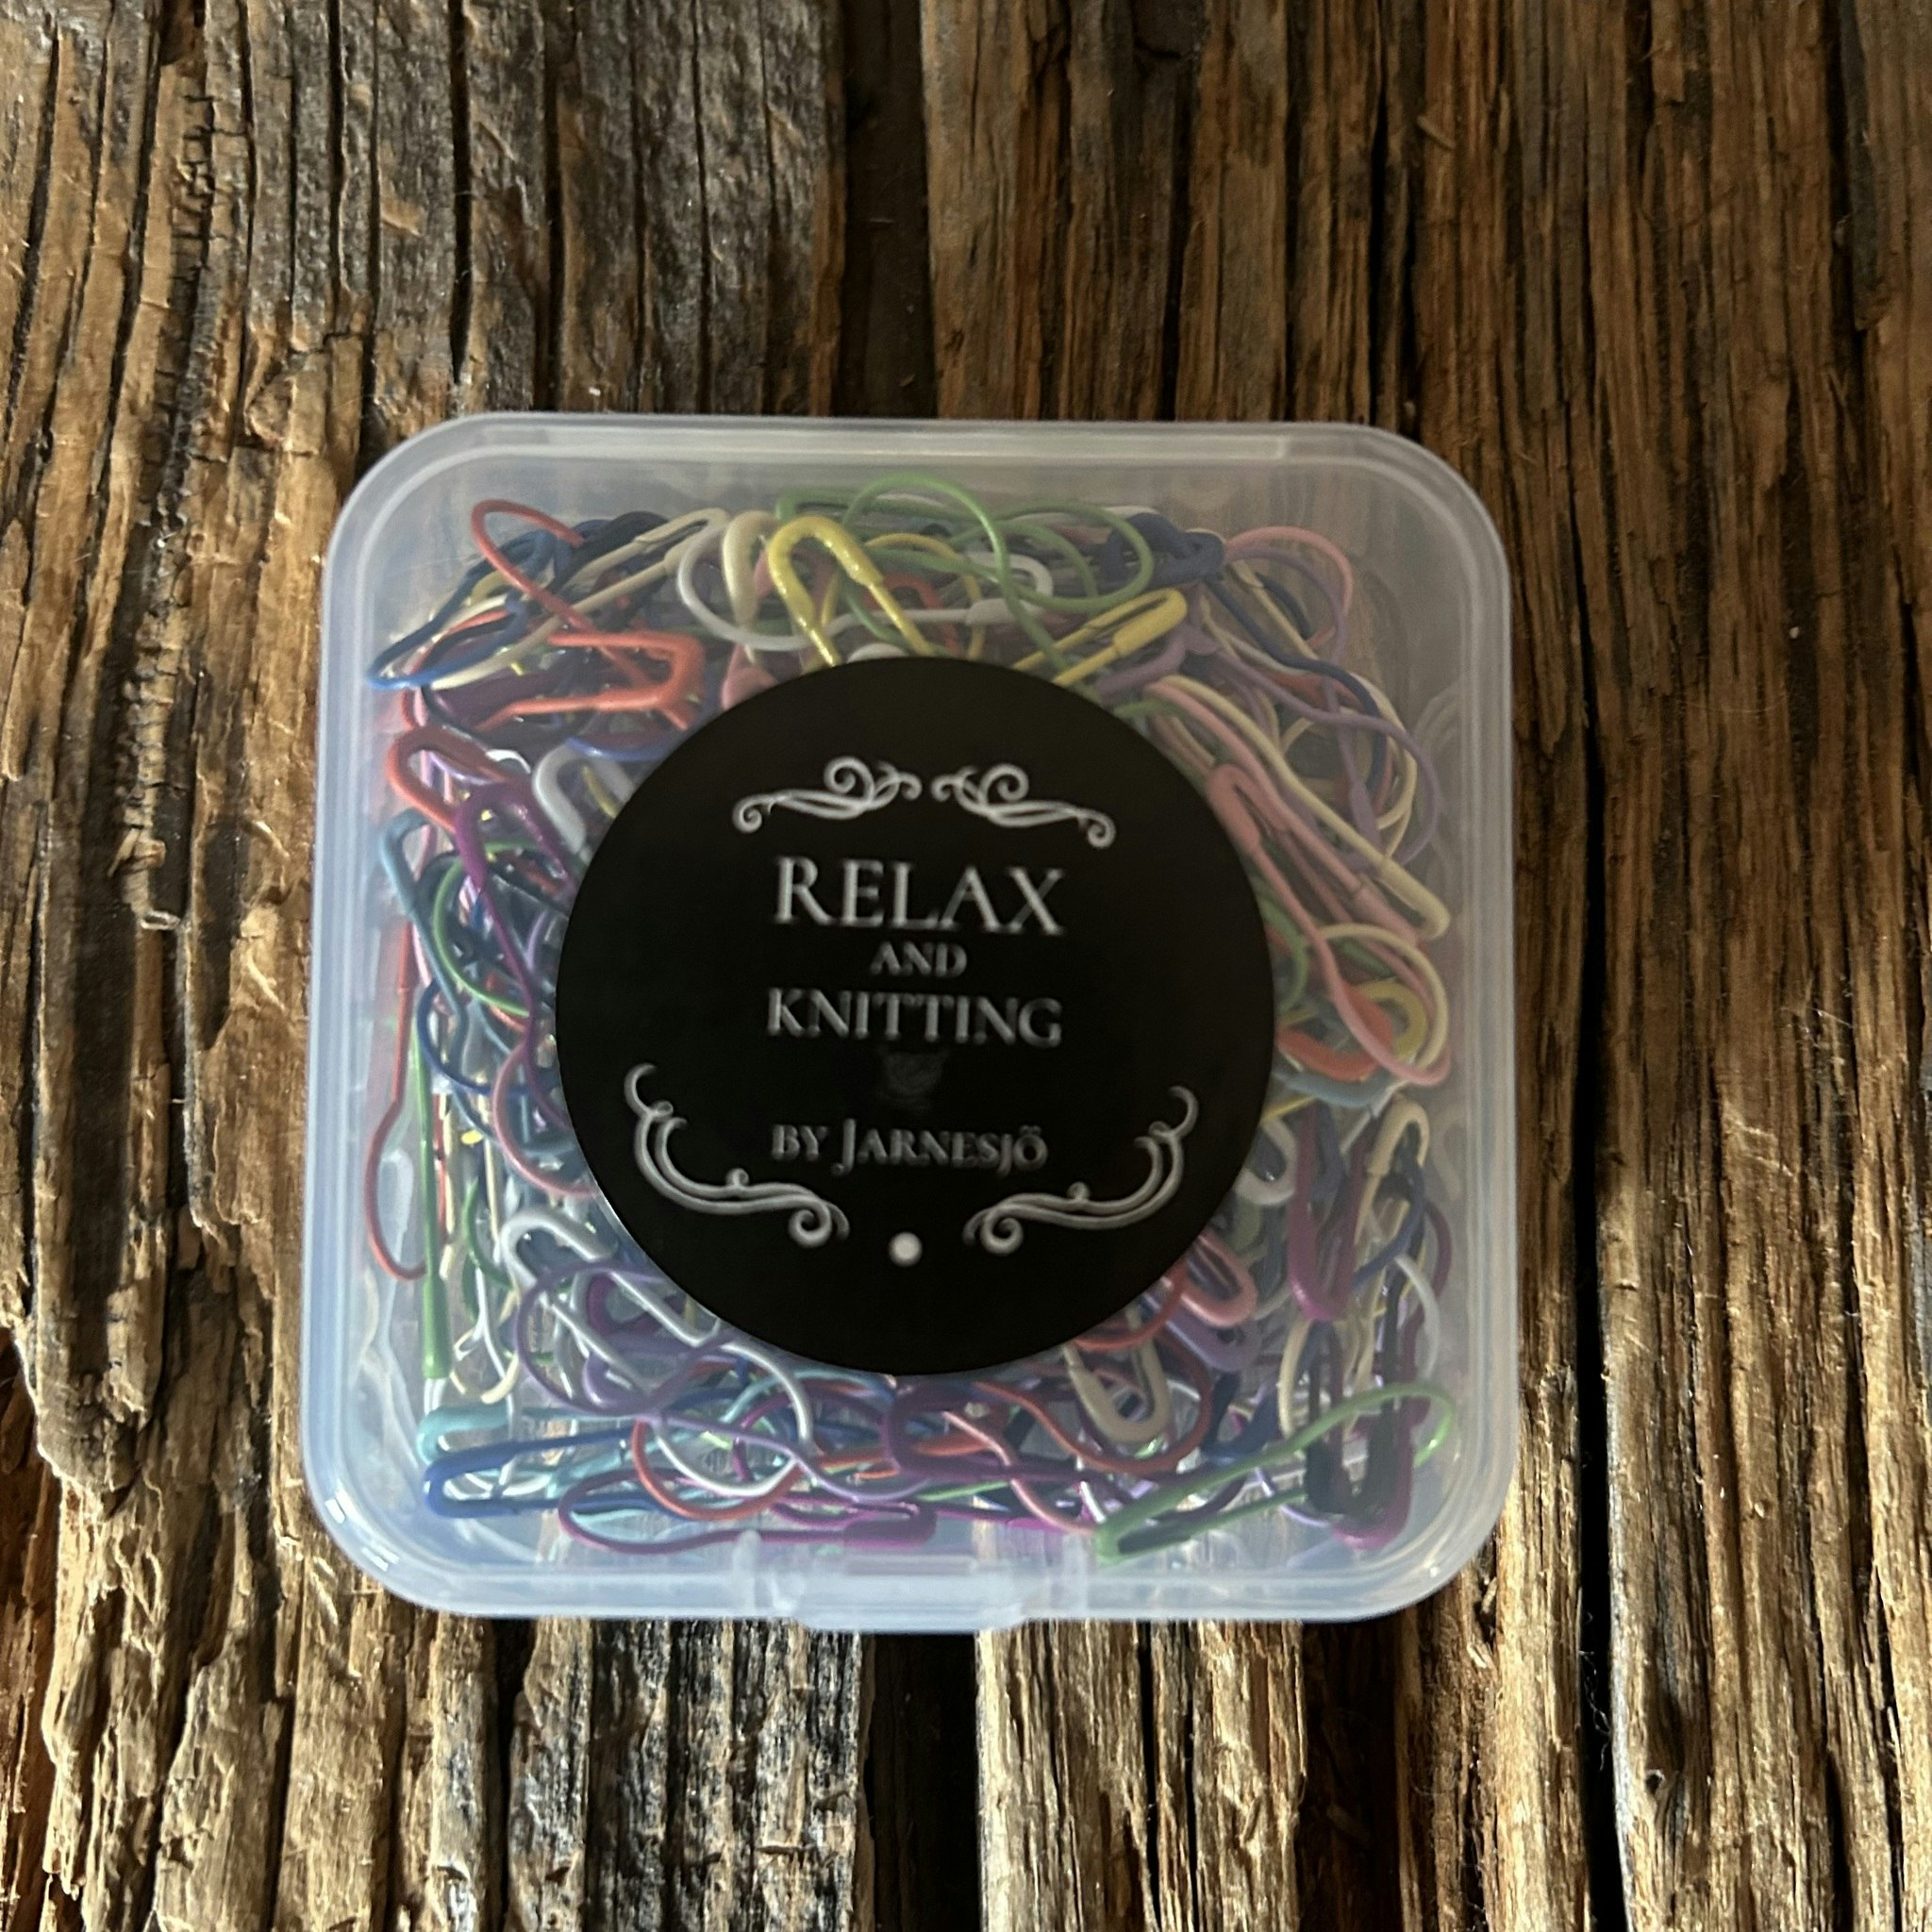 RELAX
AND
KNITTING
BY JARNESJÖ